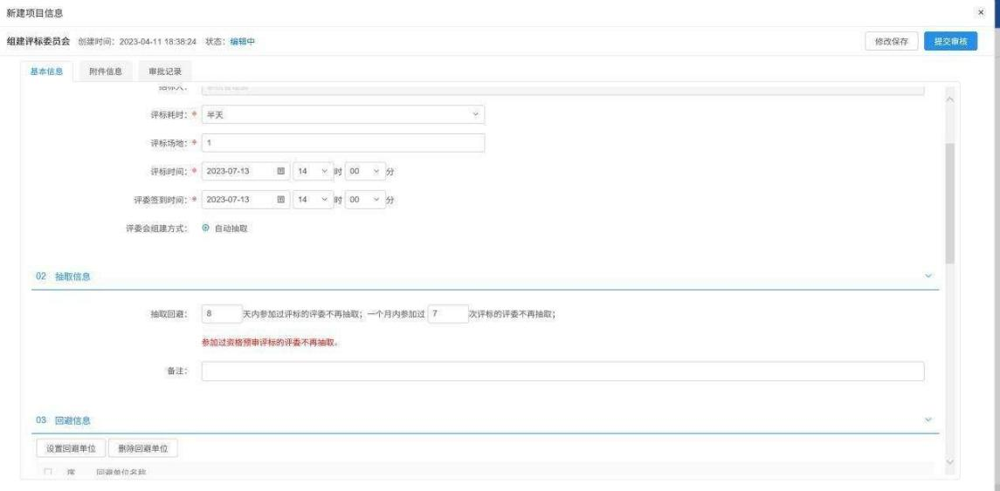 新建项目信息 ×
组建评标委员会 创建时间：2023-04-11 18:38:24 状态：编辑中 修改保存 提交审核
基本信息 附件信息 审批记录
招标人：
评标耗时：* 半天
评标场地：* 1
评标时间：* 2023-07-13 14 时 00 分
评委签到时间：* 2023-07-13 14 时 00 分
评委会组建方式： 自动抽取
02 抽取信息
抽取回避： 8 天内参加过评标的评委不再抽取；一个月内参加过 7 次评标的评委不再抽取；
参加过资格预审评标的评委不再抽取。
备注：
03 回避信息
设置回避单位 删除回避单位
序 回避单位名称